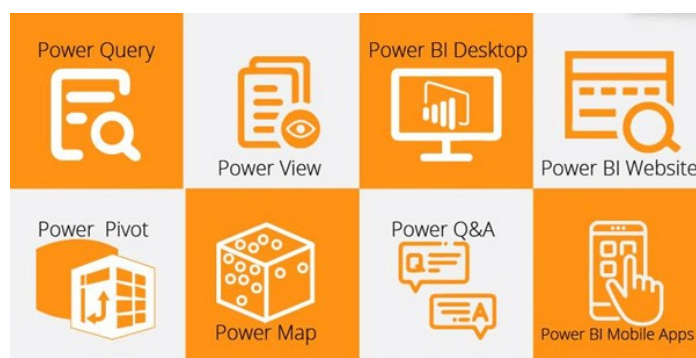 Power Query
Power View
Power BI Desktop
Power BI Website
Power Pivot
Power Map
Power Q&A
Q
A
Power BI Mobile Apps